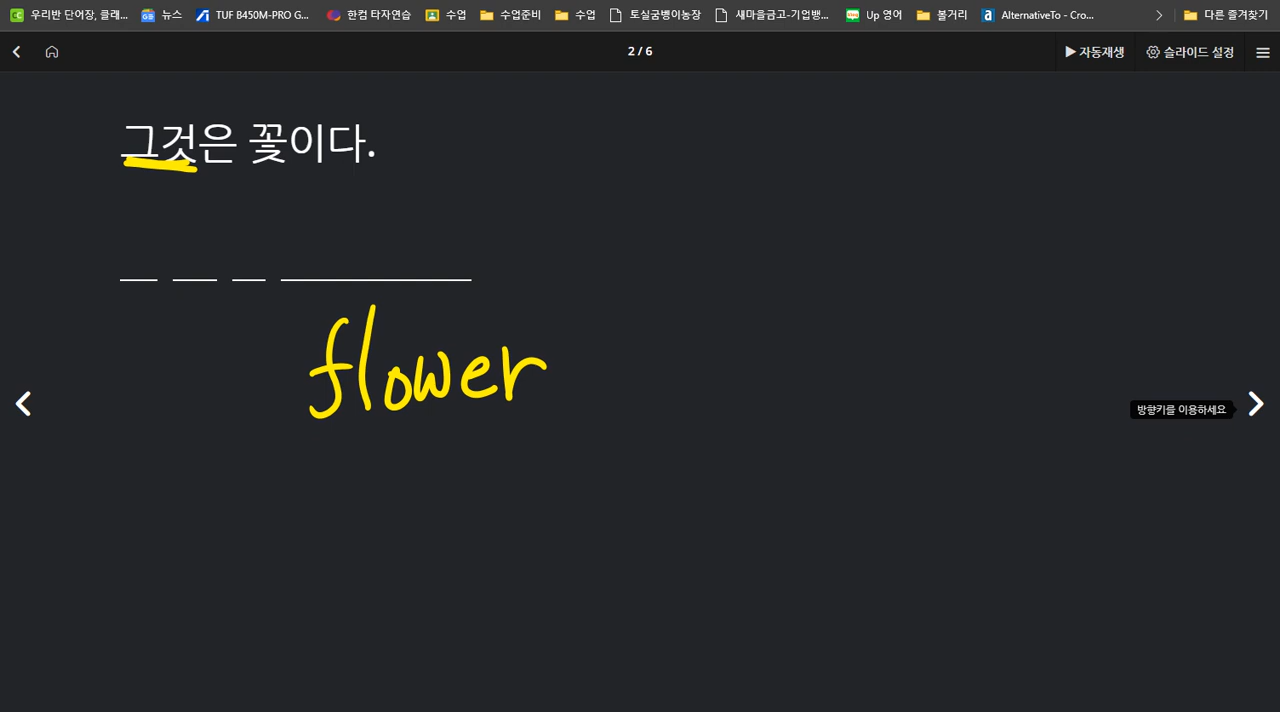 우리반 단어장, 클래... 뉴스 TUF B450M-PRO G... 한컴 타자연습 수업 수업준비 수업 토실굼벵이농장 새마을금고-기업뱅... Up 영어 볼거리 AlternativeTo - Cro... 다른 즐겨찾기
2 / 6 자동재생 슬라이드 설정
그것은 꽃이다.
flower
방향키를 이용하세요